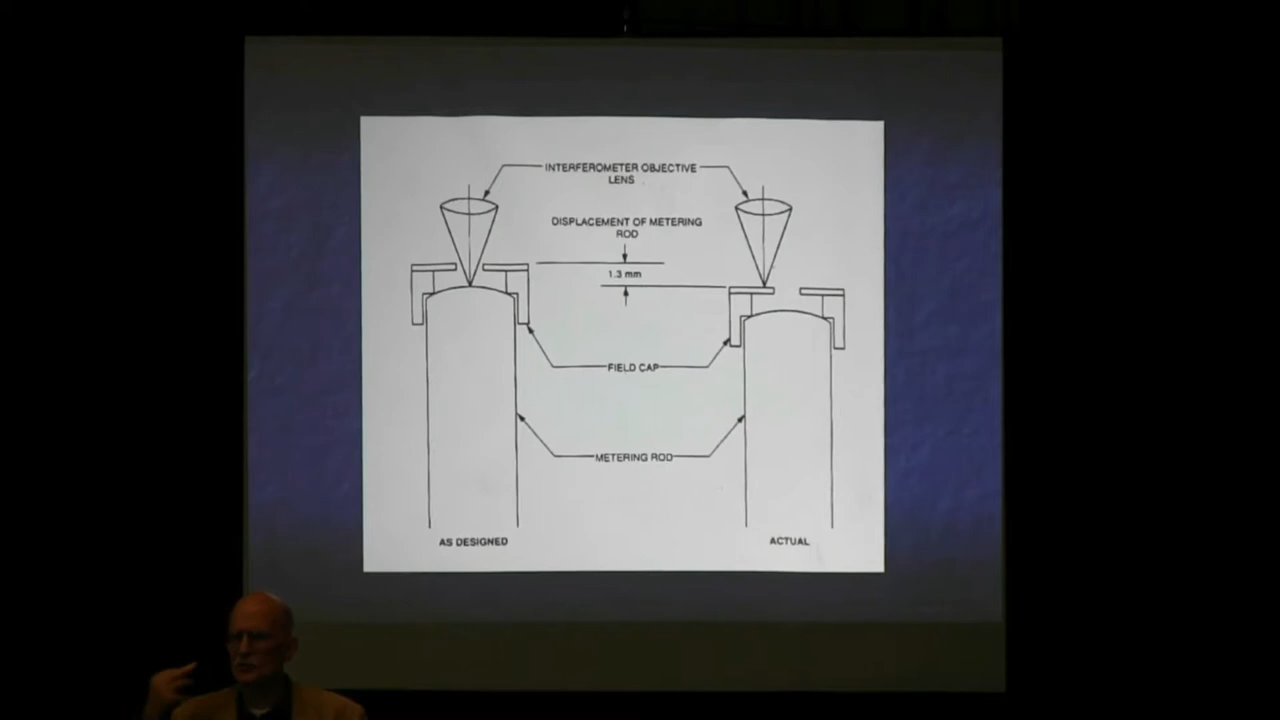 INTERFEROMETER OBJECTIVE
LENS
DISPLACEMENT OF METERING
ROD
1.3 mm
FIELD CAP
METERING ROD
AS DESIGNED
ACTUAL